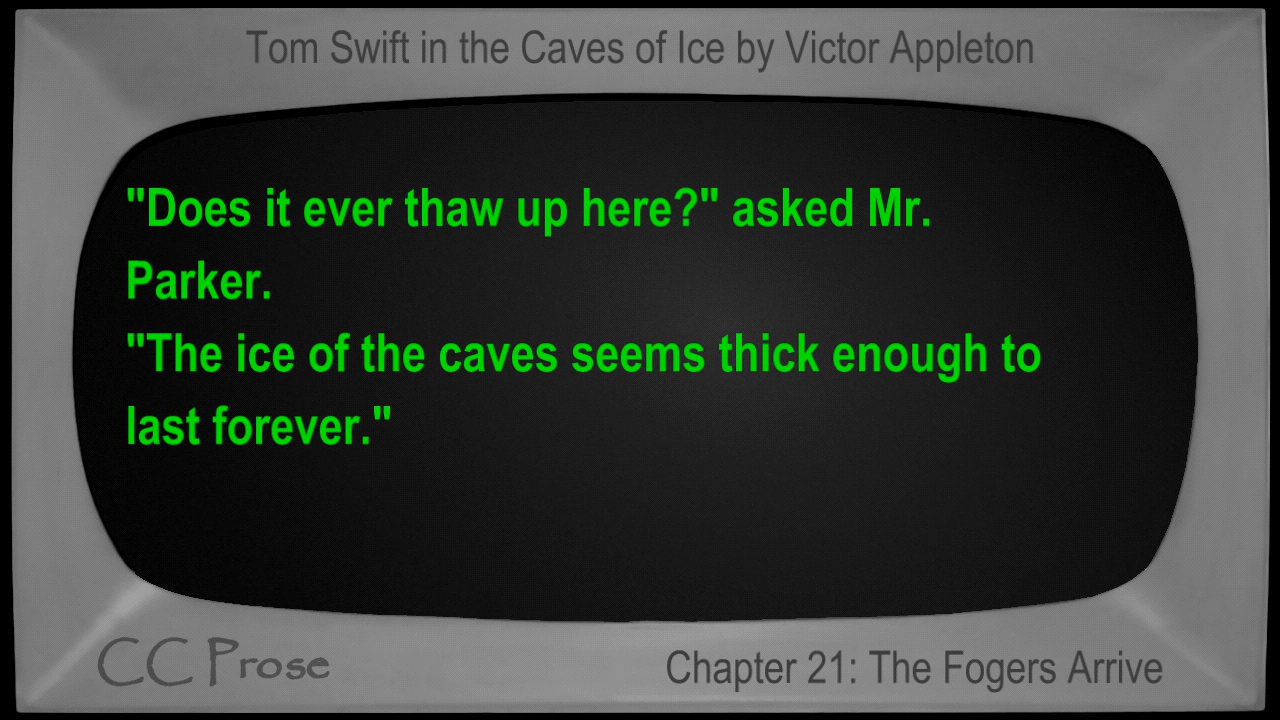 Tom Swift in the Caves of Ice by Victor Appleton
"Does it ever thaw up here?" asked Mr.
Parker.
"The ice of the caves seems thick enough to
last forever."
CC Prose
Chapter 21: The Fogers Arrive